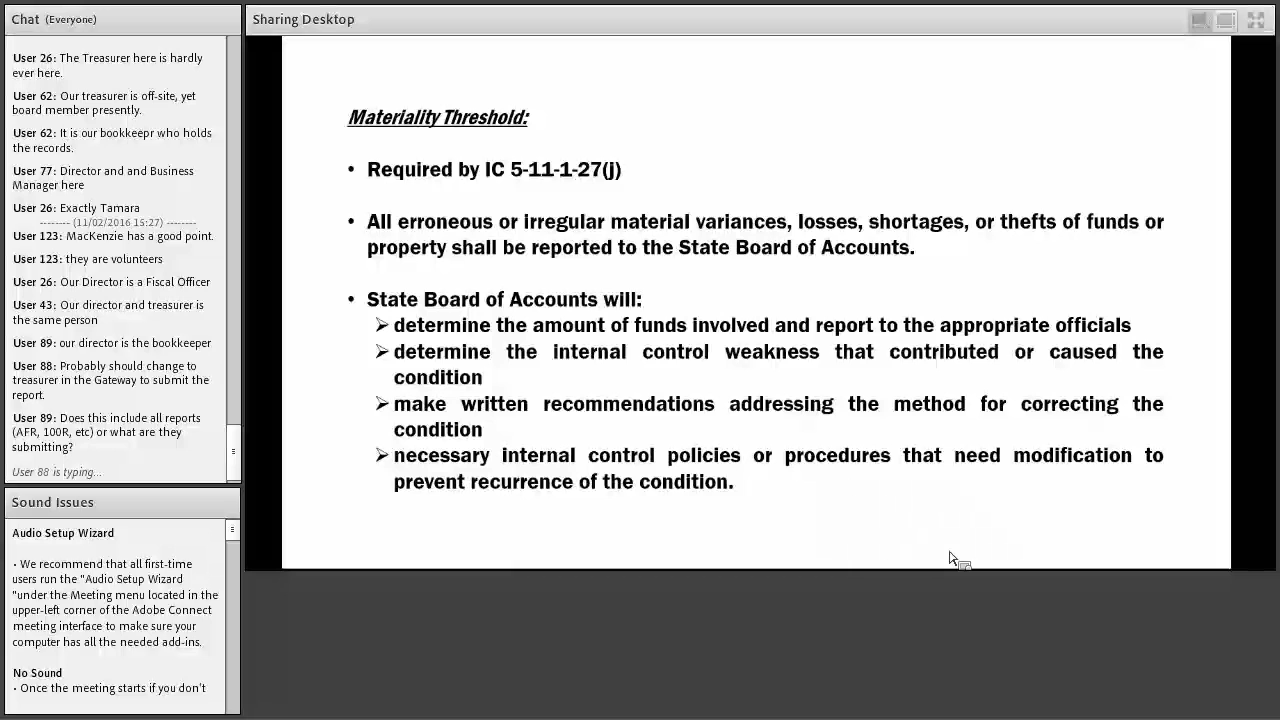 Chat (Everyone)
User 26: The Treasurer here is hardly
ever here.
User 62: Our treasurer is off-site, yet
board member presently.
User 62: It is our bookkeepr who holds
the records.
User 77: Director and and Business
Manager here
User 26: Exactly Tamara
-------- (11/02/2016 15:27) --------
User 123: MacKenzie has a good point.
User 123: they are volunteers
User 26: Our Director is a Fiscal Officer
User 43: Our director and treasurer is
the same person
User 89: our director is the bookkeeper
User 88: Probably should change to
treasurer in the Gateway to submit the
report.
User 89: Does this include all reports
(AFR, 100R, etc) or what are they
submitting?
User 88 is typing...
Sound Issues
Audio Setup Wizard
• We recommend that all first-time
users run the "Audio Setup Wizard
"under the Meeting menu located in the
upper-left corner of the Adobe Connect
meeting interface to make sure your
computer has all the needed add-ins.
No Sound
• Once the meeting starts if you don't
Sharing Desktop
Materiality Threshold:
• Required by IC 5-11-1-27(j)
• All erroneous or irregular material variances, losses, shortages, or thefts of funds or
property shall be reported to the State Board of Accounts.
• State Board of Accounts will:
➢ determine the amount of funds involved and report to the appropriate officials
➢ determine the internal control weakness that contributed or caused the
condition
➢ make written recommendations addressing the method for correcting the
condition
➢ necessary internal control policies or procedures that need modification to
prevent recurrence of the condition.